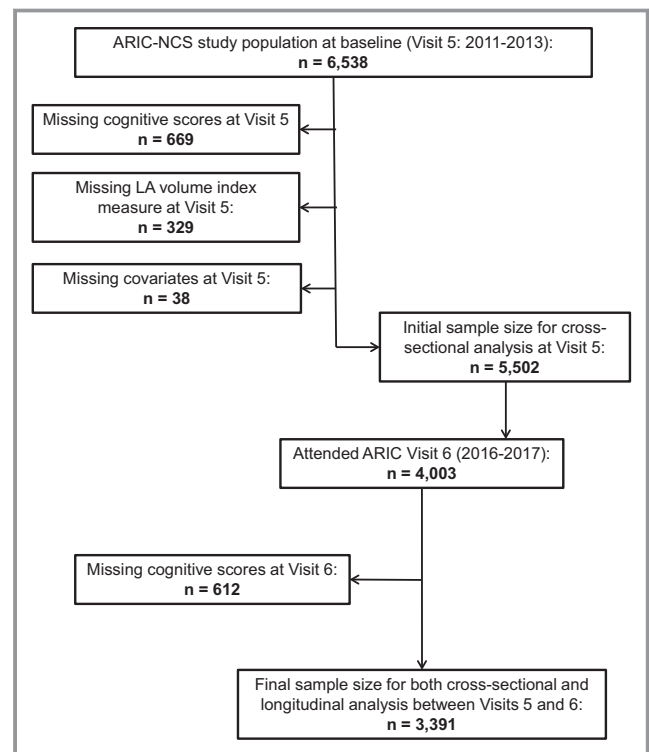 ARIC-NCS study population at baseline (Visit 5: 2011-2013):
n = 6,538
Missing cognitive scores at Visit 5
n = 669
Missing LA volume index
measure at Visit 5:
n = 329
Missing covariates at Visit 5:
n = 38
Initial sample size for cross-
sectional analysis at Visit 5:
n = 5,502
Attended ARIC Visit 6 (2016-2017):
n = 4,003
Missing cognitive scores at Visit 6:
n = 612
Final sample size for both cross-sectional and
longitudinal analysis between Visits 5 and 6:
n = 3,391